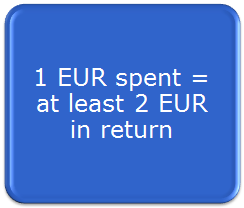 1 EUR spent =
at least 2 EUR
in return